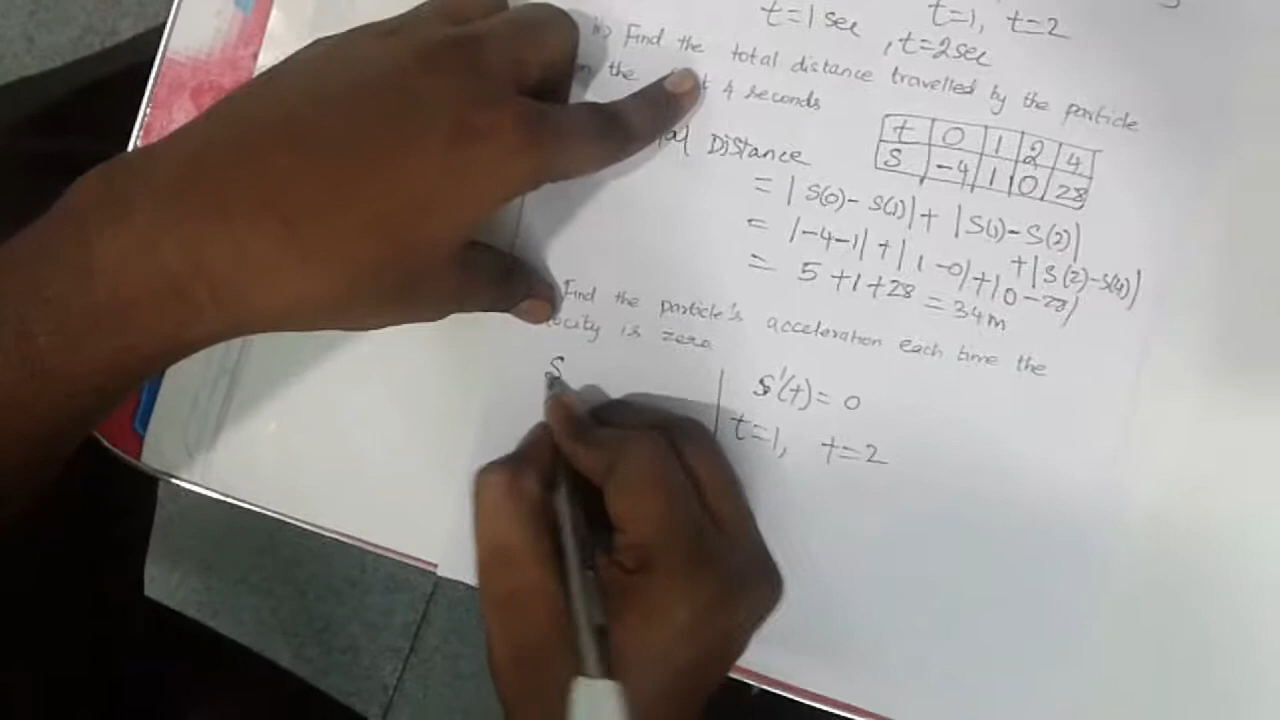 t=1 sec , t=2sec
t=1, t=2
Find the total distance travelled by the particle
the 4 seconds
Distance
t 0 1 2 4
S -4 1 0 28
= |S(0)-S(1)|+ |S(1)-S(2)|
+|S(2)-S(4)|
= |-4-1|+|1-0|+|0-28|
= 5+1+28 = 34m
Find the particle's acceleration each time the
is zero
S
s'(t)= 0
t=1, t=2